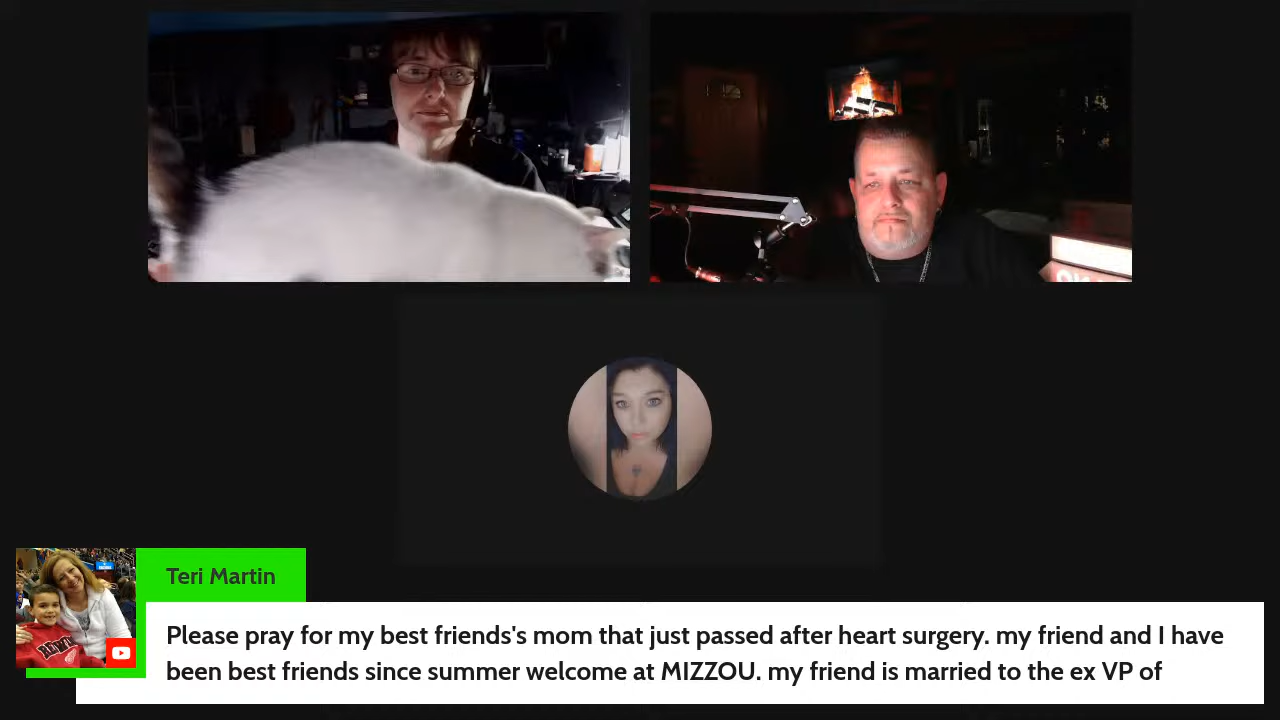 Teri Martin
Please pray for my best friends's mom that just passed after heart surgery. my friend and I have
been best friends since summer welcome at MIZZOU. my friend is married to the ex VP of